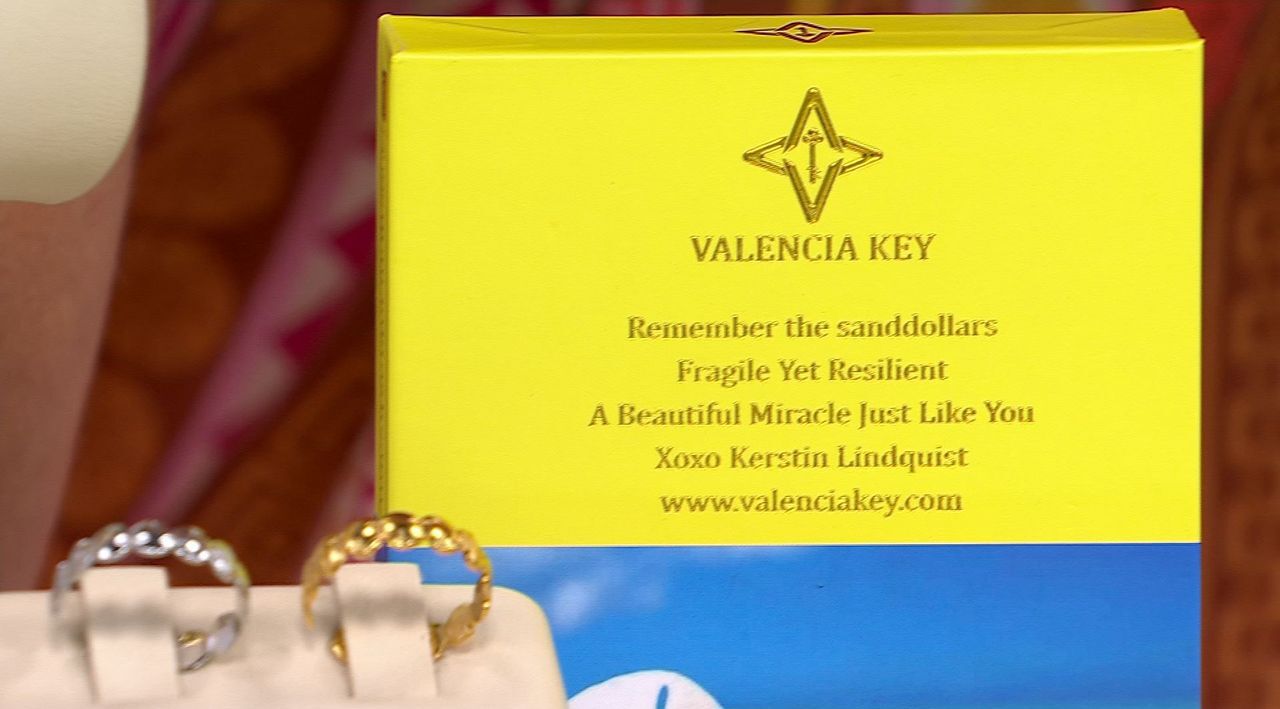 VALENCIA KEY
Remember the sanddollars
Fragile Yet Resilient
A Beautiful Miracle Just Like You
Xoxo Kerstin Lindquist
www.valenciakey.com